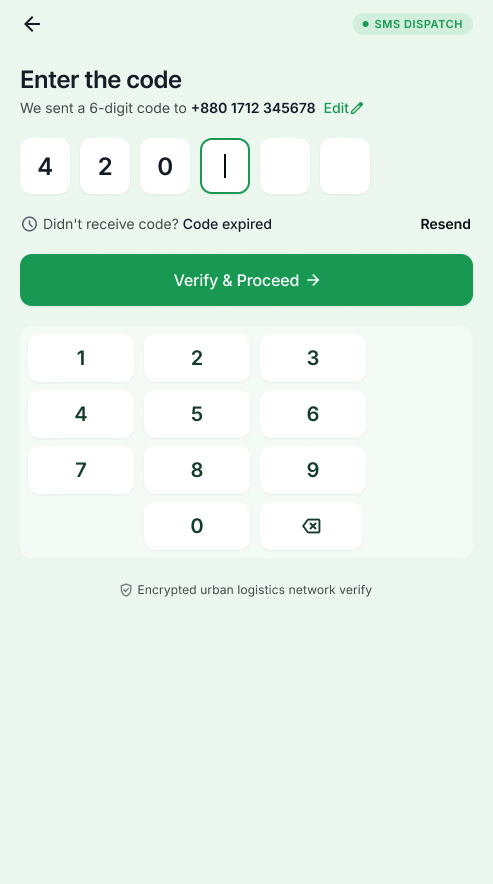 SMS DISPATCH
Enter the code
We sent a 6-digit code to +880 1712 345678 Edit
4 2 0
Didn't receive code? Code expired Resend
Verify & Proceed →
1 2 3
4 5 6
7 8 9
0
Encrypted urban logistics network verify